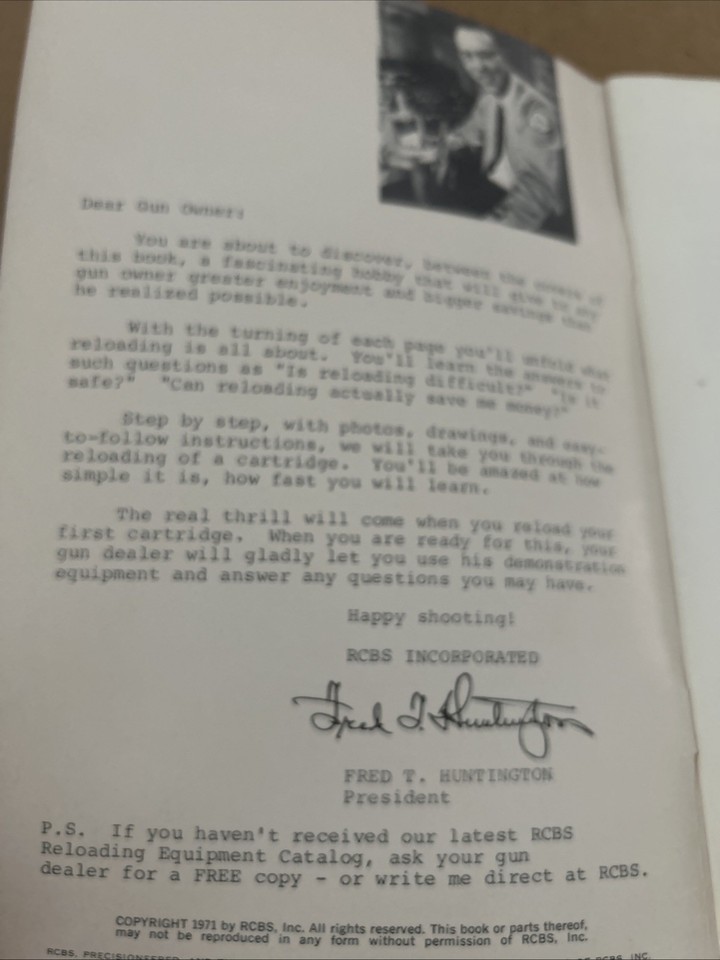 Dear Gun Owner:
You are about to discover, between the covers of
this book, a fascinating hobby that will give to any
gun owner greater enjoyment and bigger savings than
he realized possible.
With the turning of each page you'll unfold what
reloading is all about. You'll learn the answers to
such questions as "Is reloading difficult?" "Is it
safe?" "Can reloading actually save me money?"
Step by step, with photos, drawings, and easy-
to-follow instructions, we will take you through the
reloading of a cartridge. You'll be amazed at how
simple it is, how fast you will learn.
The real thrill will come when you reload your
first cartridge. When you are ready for this, your
gun dealer will gladly let you use his demonstration
equipment and answer any questions you may have.
Happy shooting!
RCBS INCORPORATED
Fred T. Huntington
FRED T. HUNTINGTON
President
P.S. If you haven't received our latest RCBS
Reloading Equipment Catalog, ask your gun
dealer for a FREE copy - or write me direct at RCBS.
COPYRIGHT 1971 by RCBS, Inc. All rights reserved. This book or parts thereof,
may not be reproduced in any form without permission of RCBS, Inc.
RCBS, PRECISIONEERED, AND